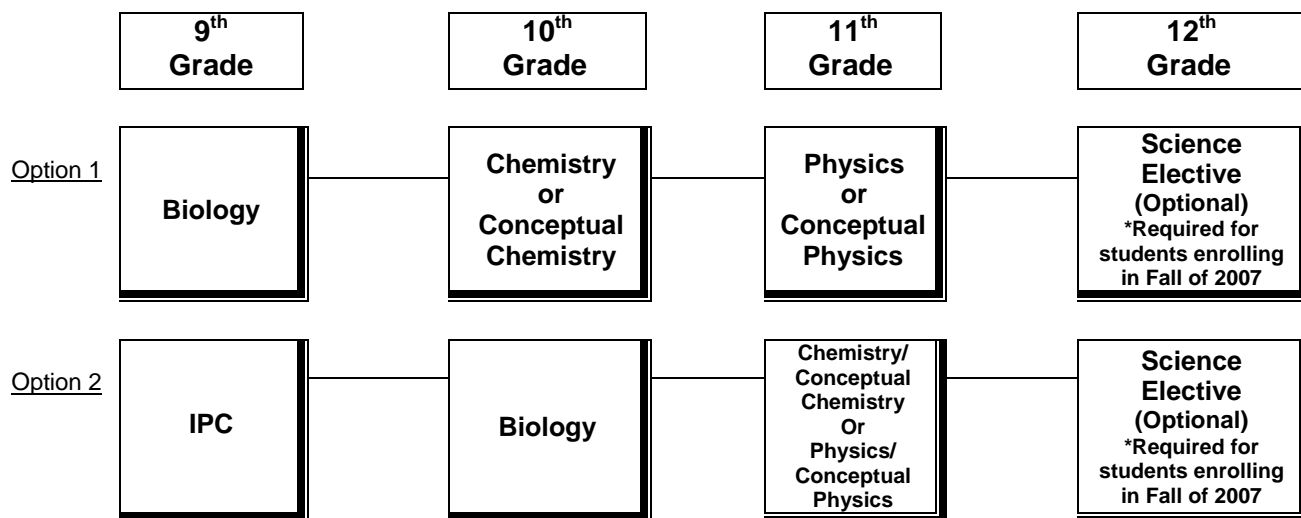 9th
Grade
10th
Grade
11th
Grade
12th
Grade
Option 1
Biology
Chemistry
or
Conceptual
Chemistry
Physics
or
Conceptual
Physics
Science
Elective
(Optional)
*Required for
students enrolling
in Fall of 2007
Option 2
IPC
Biology
Chemistry/
Conceptual
Chemistry
Or
Physics/
Conceptual
Physics
Science
Elective
(Optional)
*Required for
students enrolling
in Fall of 2007